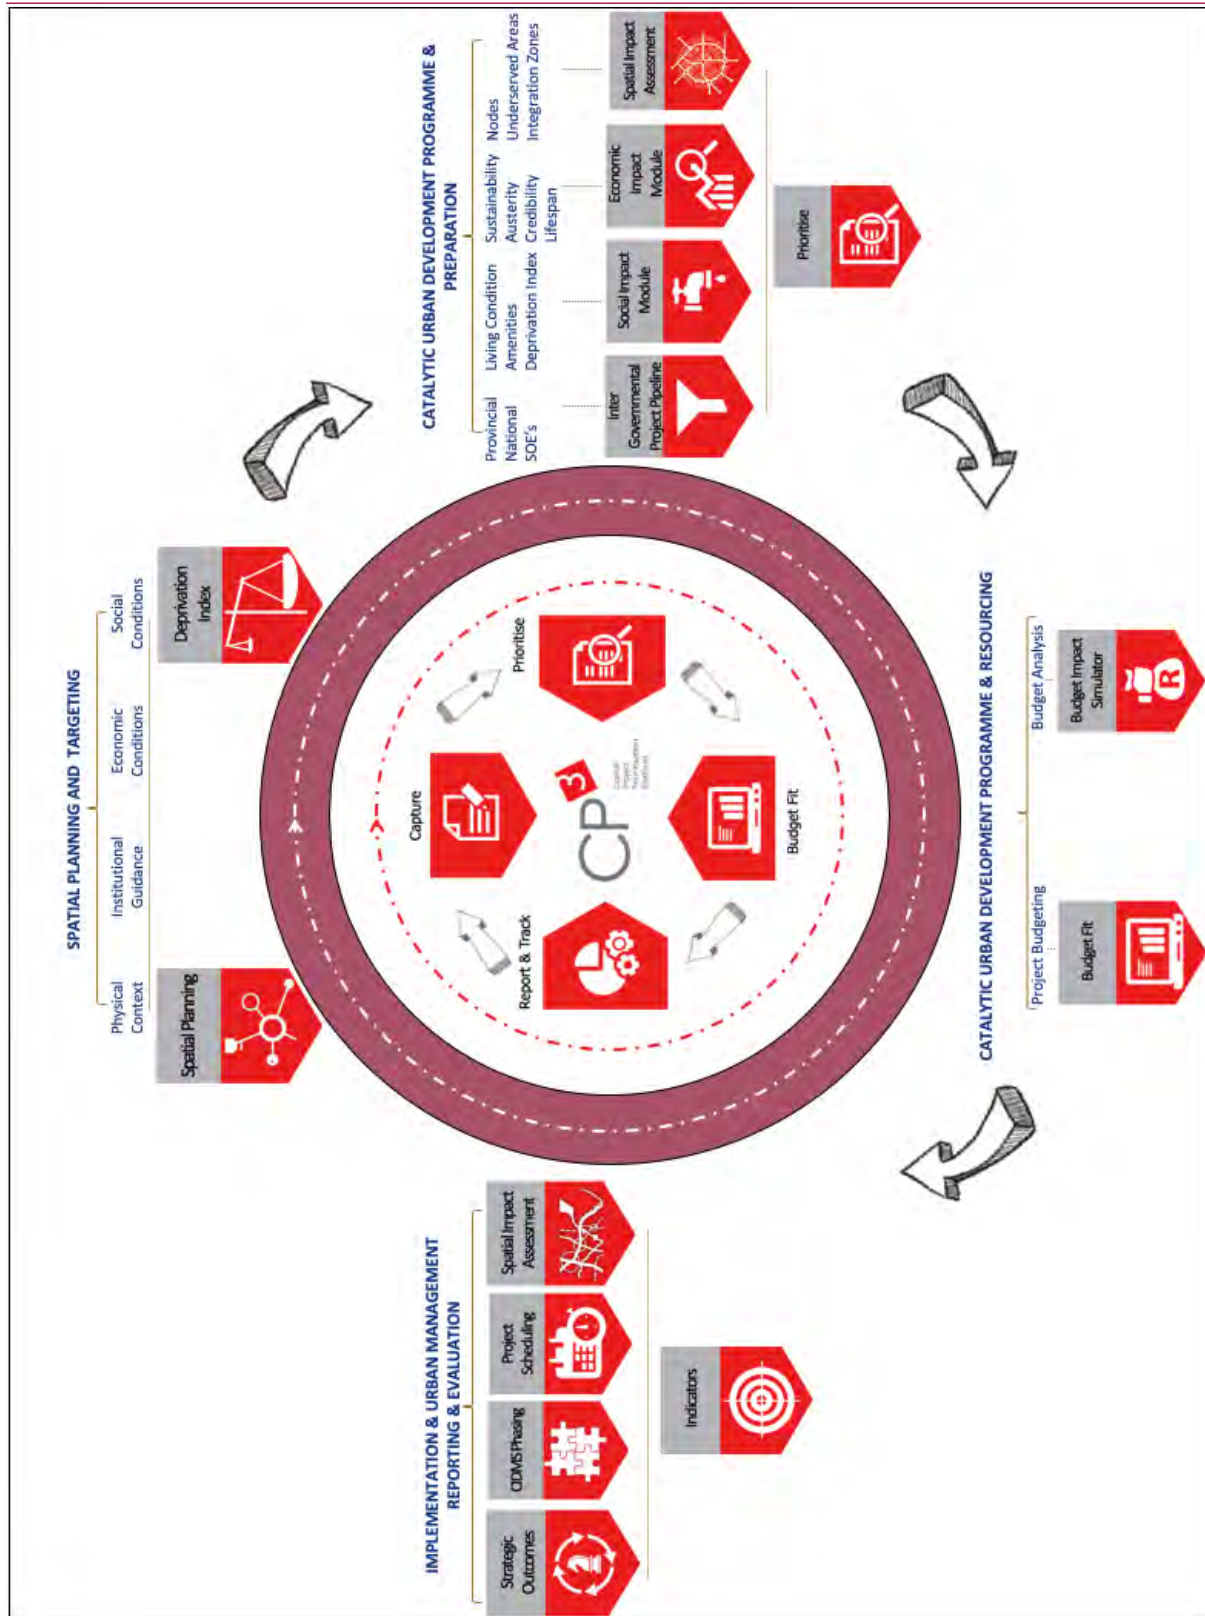 SPATIAL PLANNING AND TARGETING
Physical
Context
Institutional
Guidance
Economic
Conditions
Social
Conditions
Spatial Planning
Deprivation
Index
CATALYTIC URBAN DEVELOPMENT PROGRAMME &
PREPARATION
Provincial
National
SOE's
Living Condition
Amenities
Deprivation Index
Sustainability
Austerity
Credibility
Lifespan
Nodes
Underserved Areas
Integration Zones
Inter
Governmental
Project Pipeline
Social Impact
Module
Economic
Impact
Module
Spatial Impact
Assessment
Prioritise
CATALYTIC URBAN DEVELOPMENT PROGRAMME & RESOURCING
Project Budgeting
Budget Analysis
Budget Fit
Budget Impact
Simulator
R
IMPLEMENTATION & URBAN MANAGEMENT
REPORTING & EVALUATION
Strategic
Outcomes
CIDMS Phasing
Project
Scheduling
Spatial Impact
Assessment
Indicators
Capture
Prioritise
Budget Fit
Report & Track
CP3